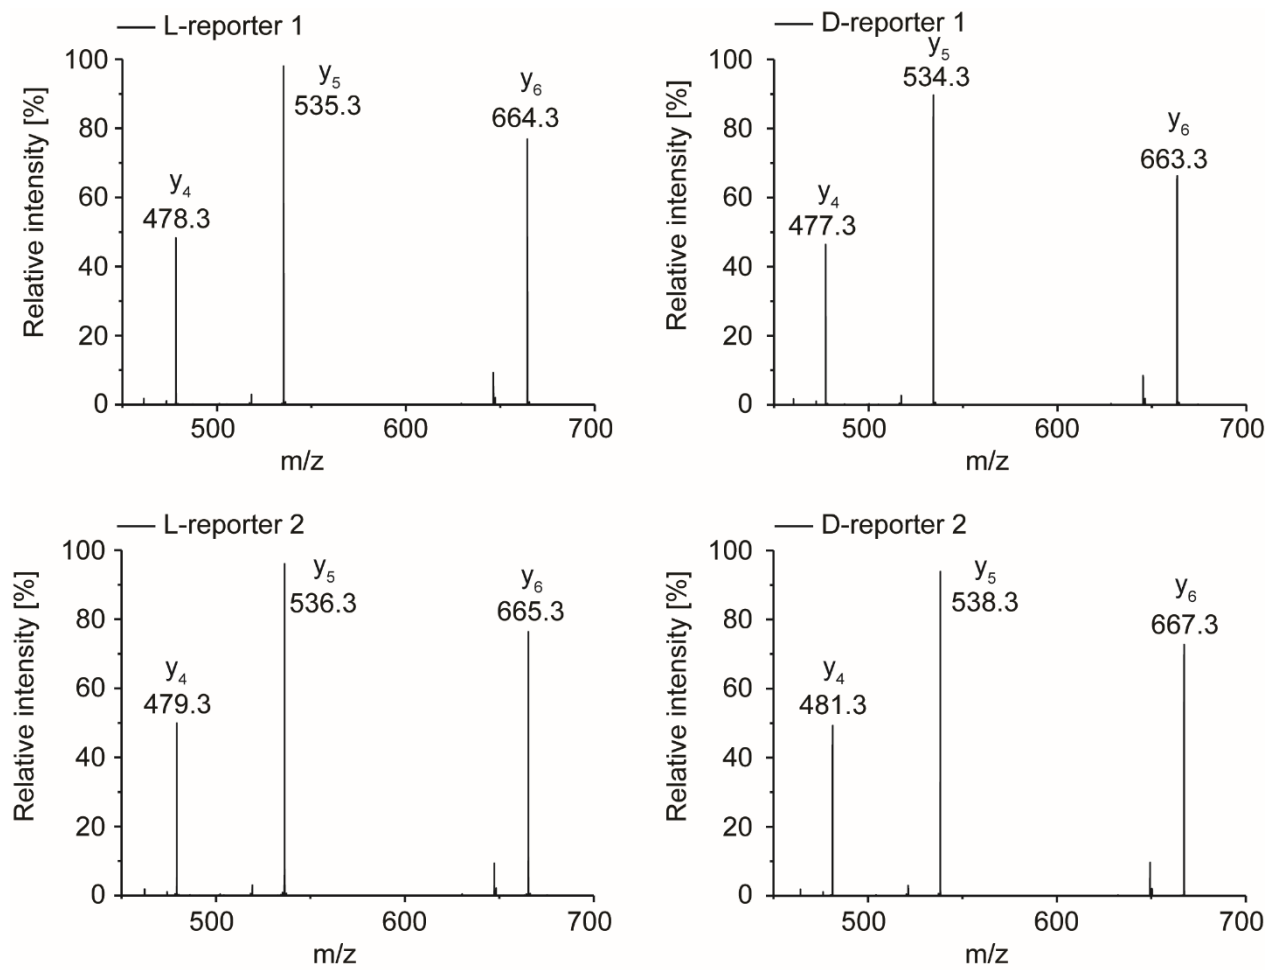 L-reporter 1
y5
535.3
y6
664.3
y4
478.3
Relative intensity [%]
100
80
60
40
20
0
500
600
700
m/z
D-reporter 1
y5
534.3
y6
663.3
y4
477.3
Relative intensity [%]
100
80
60
40
20
0
500
600
700
m/z
L-reporter 2
y5
536.3
y6
665.3
y4
479.3
Relative intensity [%]
100
80
60
40
20
0
500
600
700
m/z
D-reporter 2
y5
538.3
y6
667.3
y4
481.3
Relative intensity [%]
100
80
60
40
20
0
500
600
700
m/z